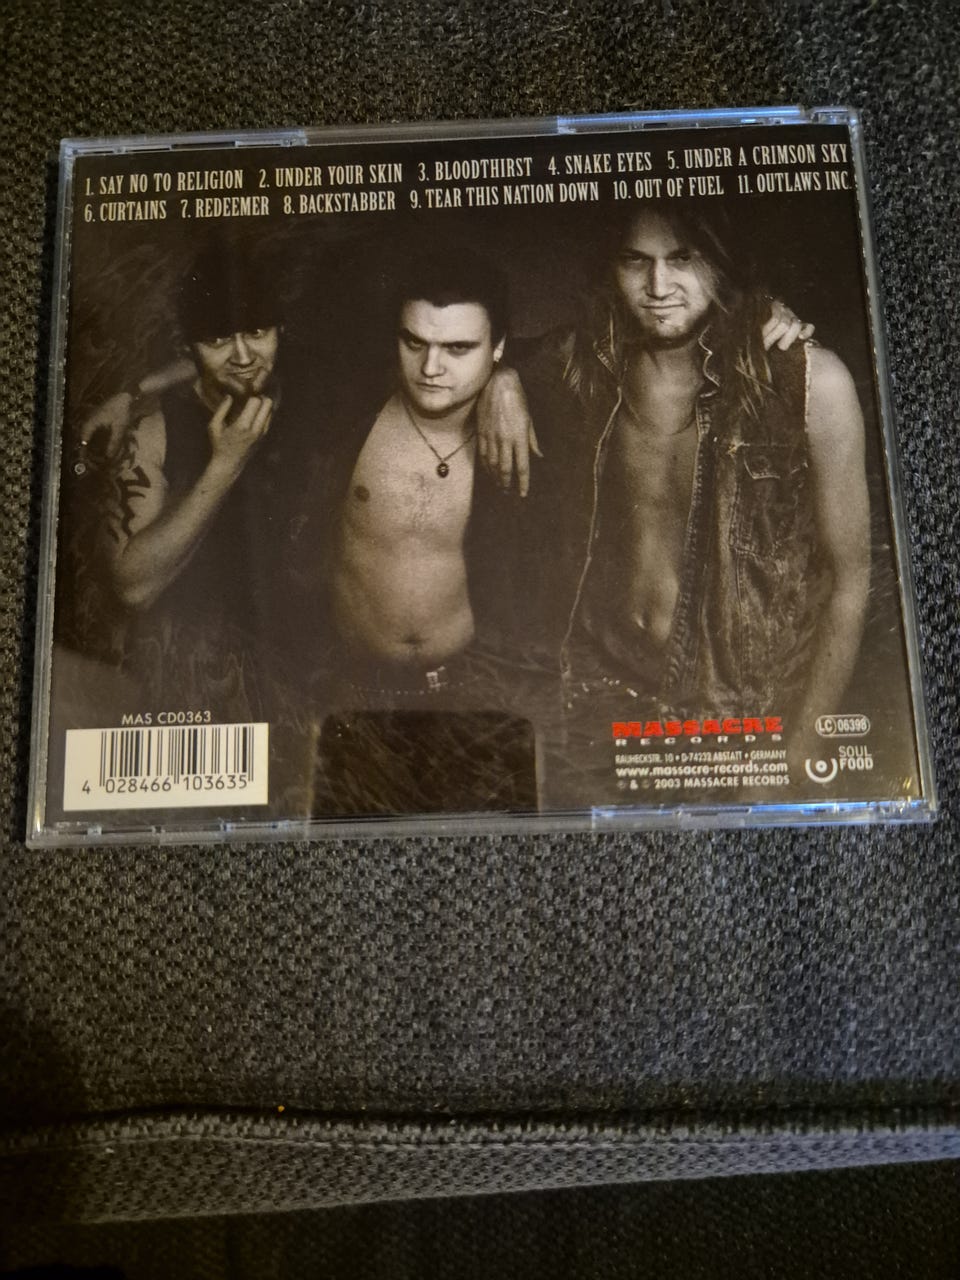 1. SAY NO TO RELIGION 2. UNDER YOUR SKIN 3. BLOODTHIRST 4. SNAKE EYES 5. UNDER A CRIMSON SKY
6. CURTAINS 7. REDEEMER 8. BACKSTABBER 9. TEAR THIS NATION DOWN 10. OUT OF FUEL 11. OUTLAWS INC.
MAS CD0363
4 028466 103635
MASSACRE
RECORDS
RAUHECKSTR. 10 • D-74232 ABSTATT • GERMANY
www.massacre-records.com
℗ & © 2003 MASSACRE RECORDS
LC 06398
SOUL
FOOD